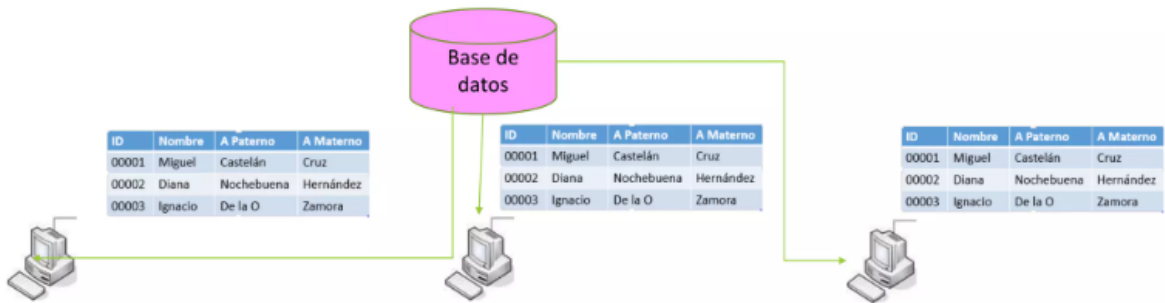 Base de
datos
ID Nombre A Paterno A Materno
00001 Miguel Castelán Cruz
00002 Diana Nochebuena Hernández
00003 Ignacio De la O Zamora
ID Nombre A Paterno A Materno
00001 Miguel Castelán Cruz
00002 Diana Nochebuena Hernández
00003 Ignacio De la O Zamora
ID Nombre A Paterno A Materno
00001 Miguel Castelán Cruz
00002 Diana Nochebuena Hernández
00003 Ignacio De la O Zamora